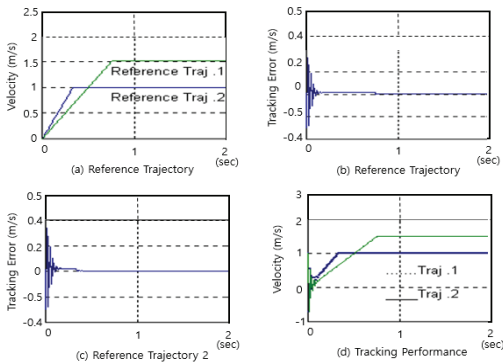 2.5
2
1.5
1
0.5
0
Velocity (m/s)
Reference Traj .1
Reference Traj .2
0
1
2
(sec)
(a) Reference Trajectory
0.5
0.4
0.2
0
-0.5
-0.4
Tracking Error (m/s)
0
1
2
(sec)
(b) Reference Trajectory
0.5
0.4
0.2
0
-0.5
-0.4
Tracking Error (m/s)
0
1
2
(sec)
(c) Reference Trajectory 2
3
2
1
0
-1
Velocity (m/s)
Traj .1
Traj .2
0
1
2
(sec)
(d) Tracking Performance